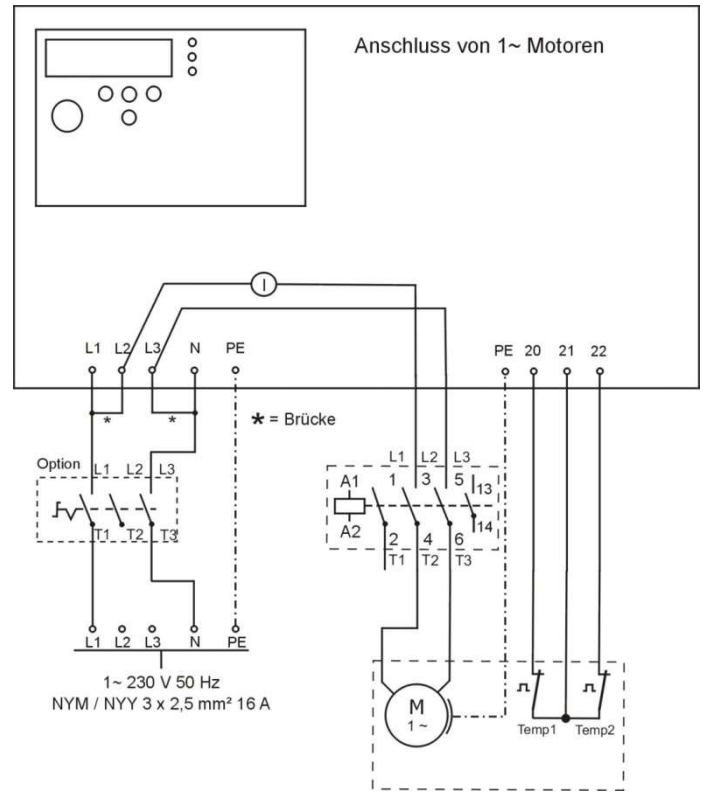 Anschluss von 1~ Motoren
I
L1 L2 L3 N PE
PE 20 21 22
* *
* = Brücke
Option
L1 L2 L3
T1 T2 T3
L1 L2 L3
A1 1 3 5 13
A2 2 4 6 14
T1 T2 T3
L1 L2 L3 N PE
1~ 230 V 50 Hz
NYM / NYY 3 x 2,5 mm² 16 A
M
1 ~
Temp1 Temp2